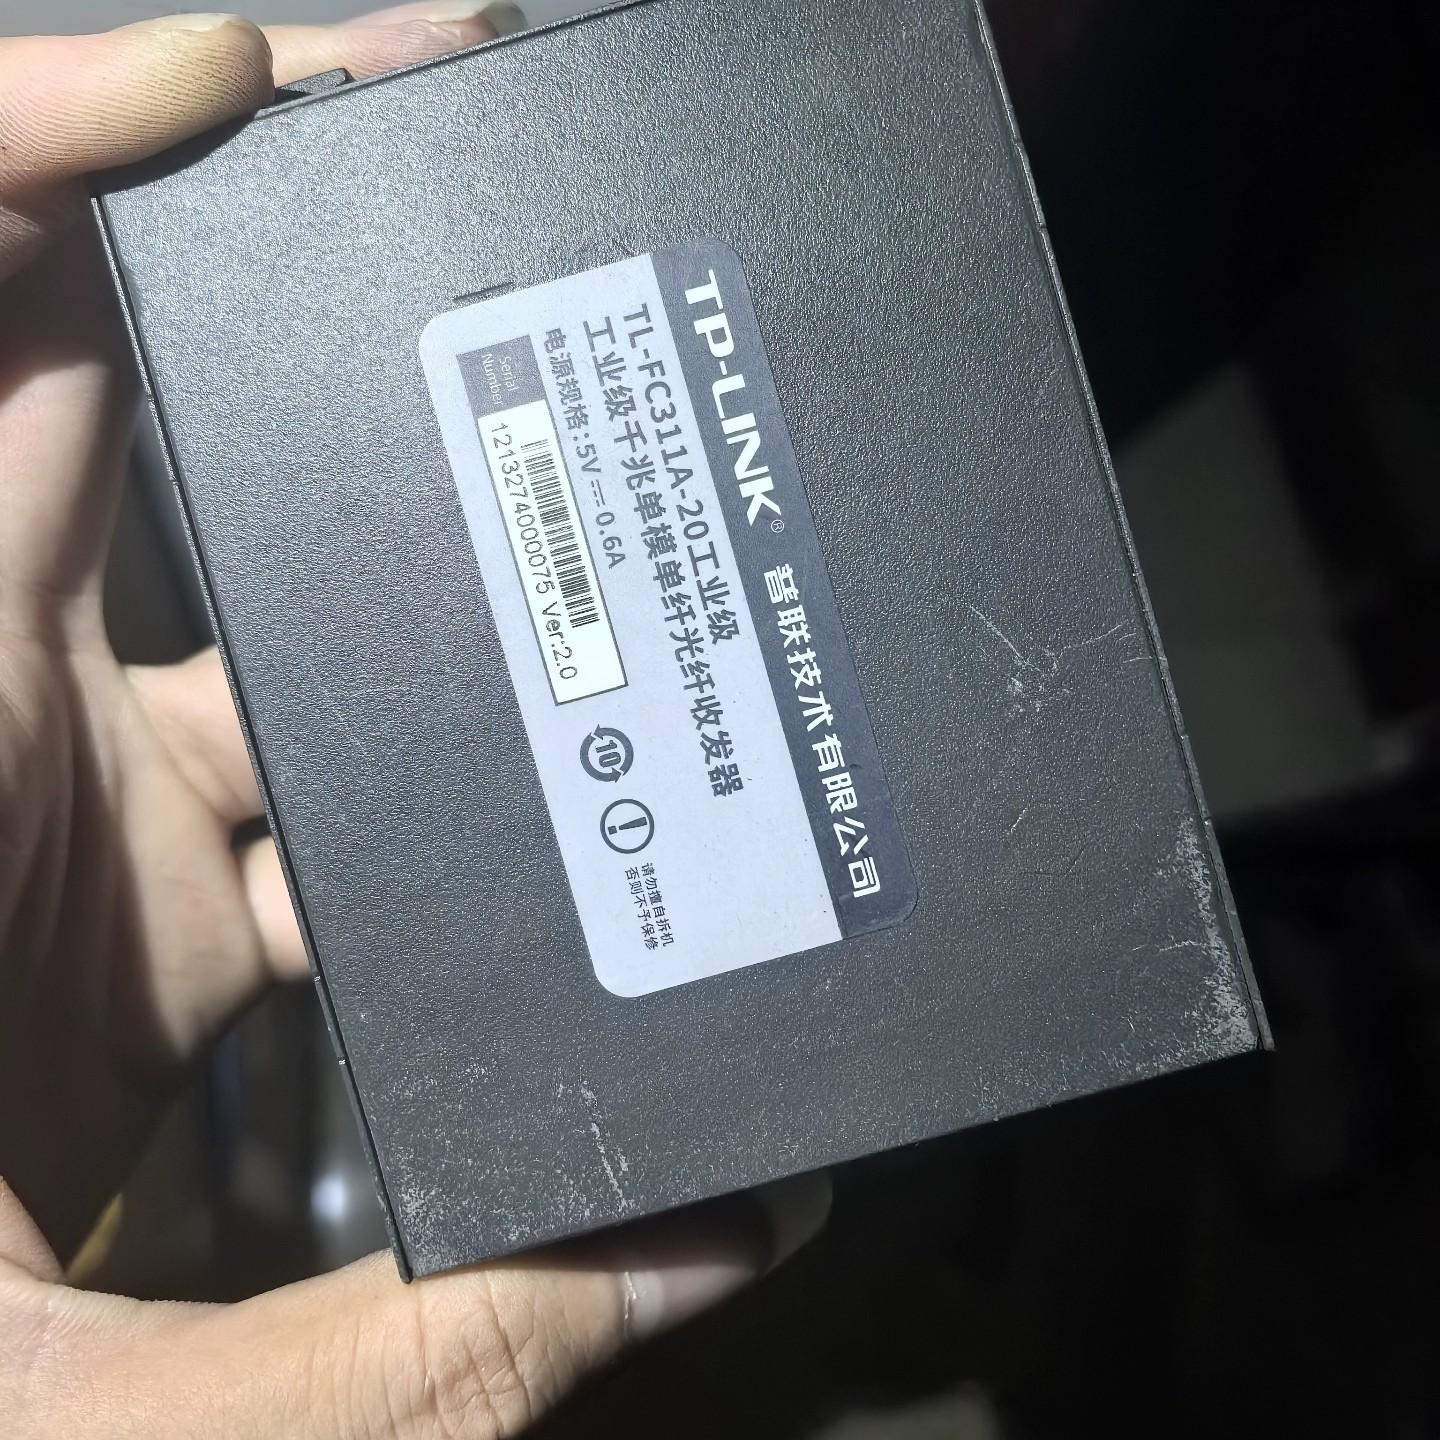 TP-LINK® 普联技术有限公司
TL-FC311A-20工业级
工业级千兆单模单纤光纤收发器
电源规格:5V⎓0.6A
Serial
Number
1213274000075 Ver:2.0
10
!
请勿擅自拆机
否则不予保修